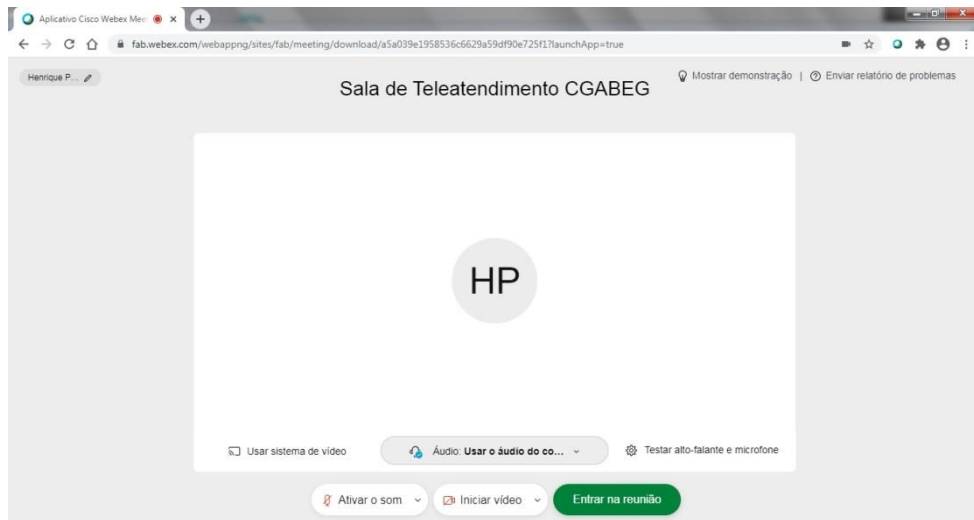 Aplicativo Cisco Webex Mee
fab.webex.com/webappng/sites/fab/meeting/download/a5a039e1958536c6629a59df90e725f1?launchApp=true
Henrique P...
Mostrar demonstração | Enviar relatório de problemas
Sala de Teleatendimento CGABEG
HP
Usar sistema de vídeo
Áudio: Usar o áudio do co...
Testar alto-falante e microfone
Ativar o som
Iniciar vídeo
Entrar na reunião